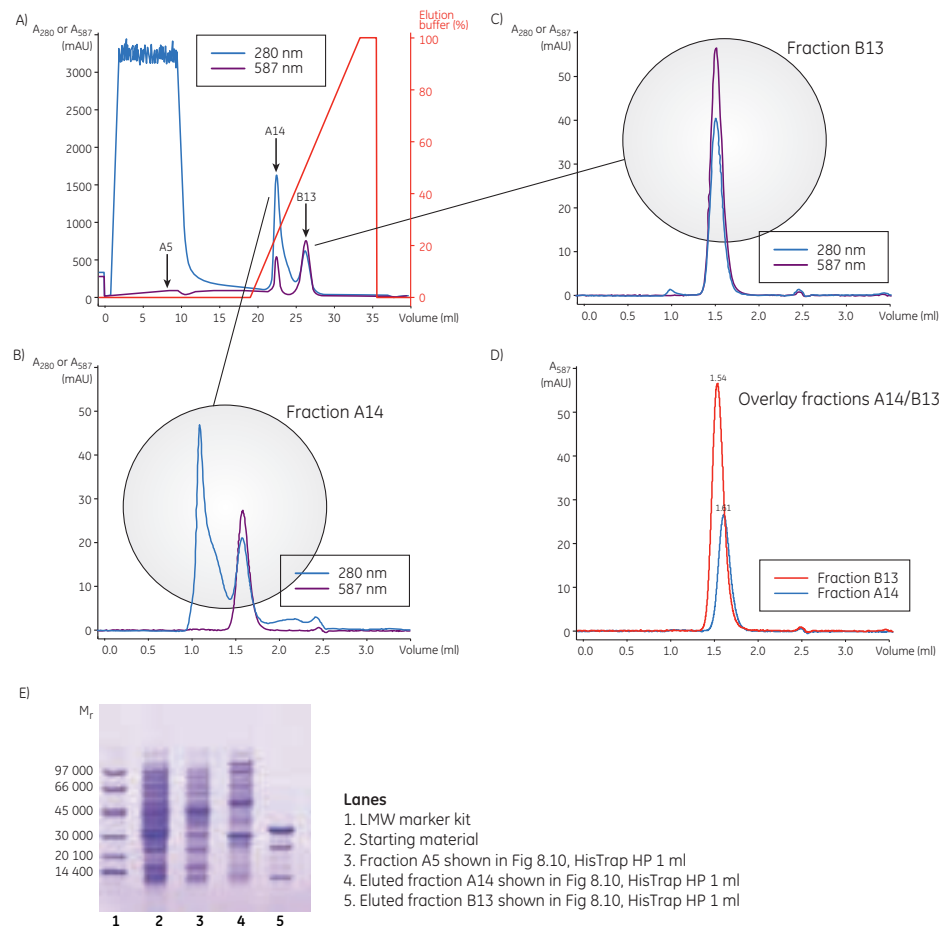 A)
A280 or A587
(mAU)
Elution
buffer (%)
280 nm
587 nm
3500
3000
2500
2000
1500
1000
500
0
100
80
60
40
20
0
A5
A14
B13
0 5 10 15 20 25 30 35 Volume (ml)
C)
A280 or A587
(mAU)
Fraction B13
50
40
30
20
10
0
280 nm
587 nm
0.0 0.5 1.0 1.5 2.0 2.5 3.0 Volume (ml)
B)
A280 or A587
(mAU)
Fraction A14
50
40
30
20
10
0
280 nm
587 nm
0.0 0.5 1.0 1.5 2.0 2.5 3.0 Volume (ml)
D)
A587
(mAU)
Overlay fractions A14/B13
1.54
1.61
50
40
30
20
10
0
Fraction B13
Fraction A14
0.0 0.5 1.0 1.5 2.0 2.5 3.0 Volume (ml)
E)
Mr
97 000
66 000
45 000
30 000
20 100
14 400
1 2 3 4 5
Lanes
1. LMW marker kit
2. Starting material
3. Fraction A5 shown in Fig 8.10, HisTrap HP 1 ml
4. Eluted fraction A14 shown in Fig 8.10, HisTrap HP 1 ml
5. Eluted fraction B13 shown in Fig 8.10, HisTrap HP 1 ml